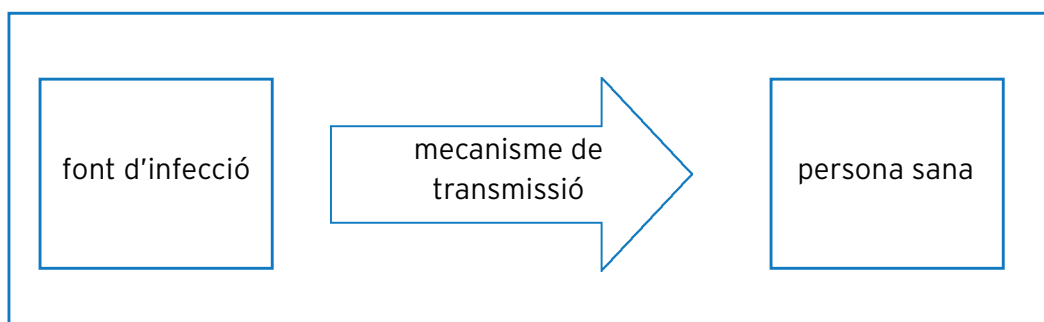 font d'infecció
mecanisme de
transmissió
persona sana